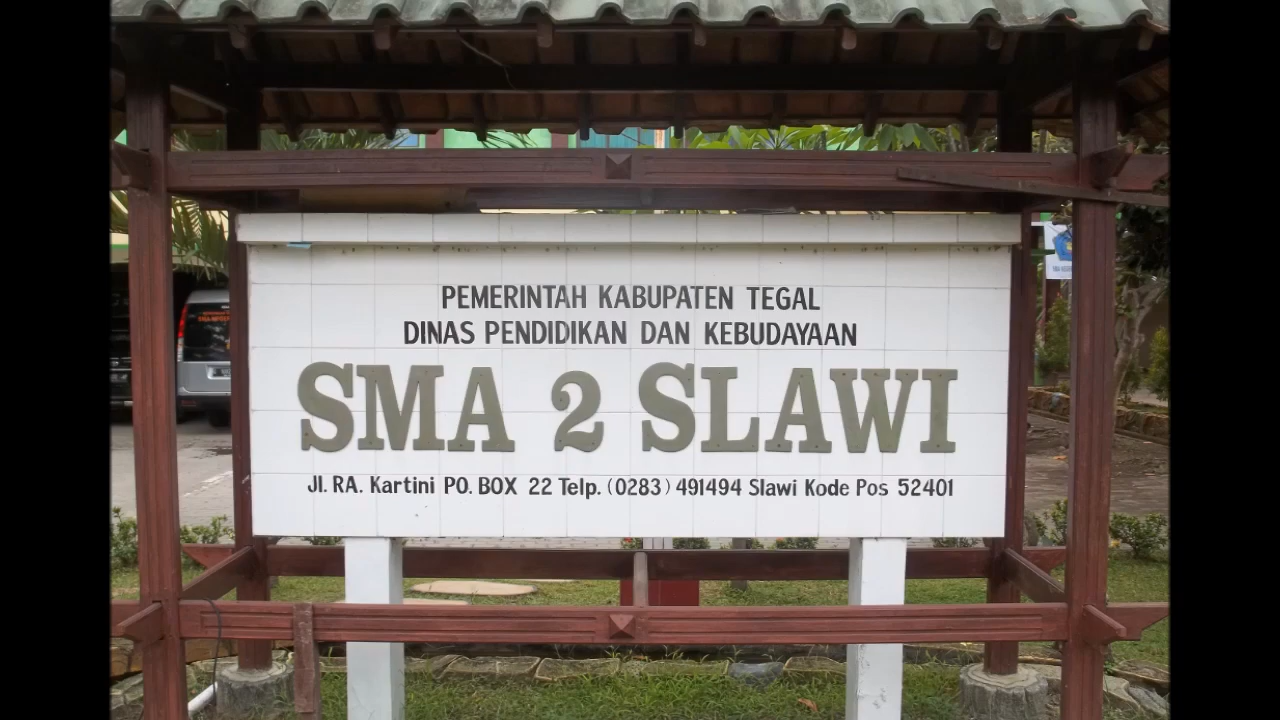 PEMERINTAH KABUPATEN TEGAL
DINAS PENDIDIKAN DAN KEBUDAYAAN
SMA 2 SLAWI
Jl. RA. Kartini PO. BOX 22 Telp. (0283) 491494 Slawi Kode Pos 52401